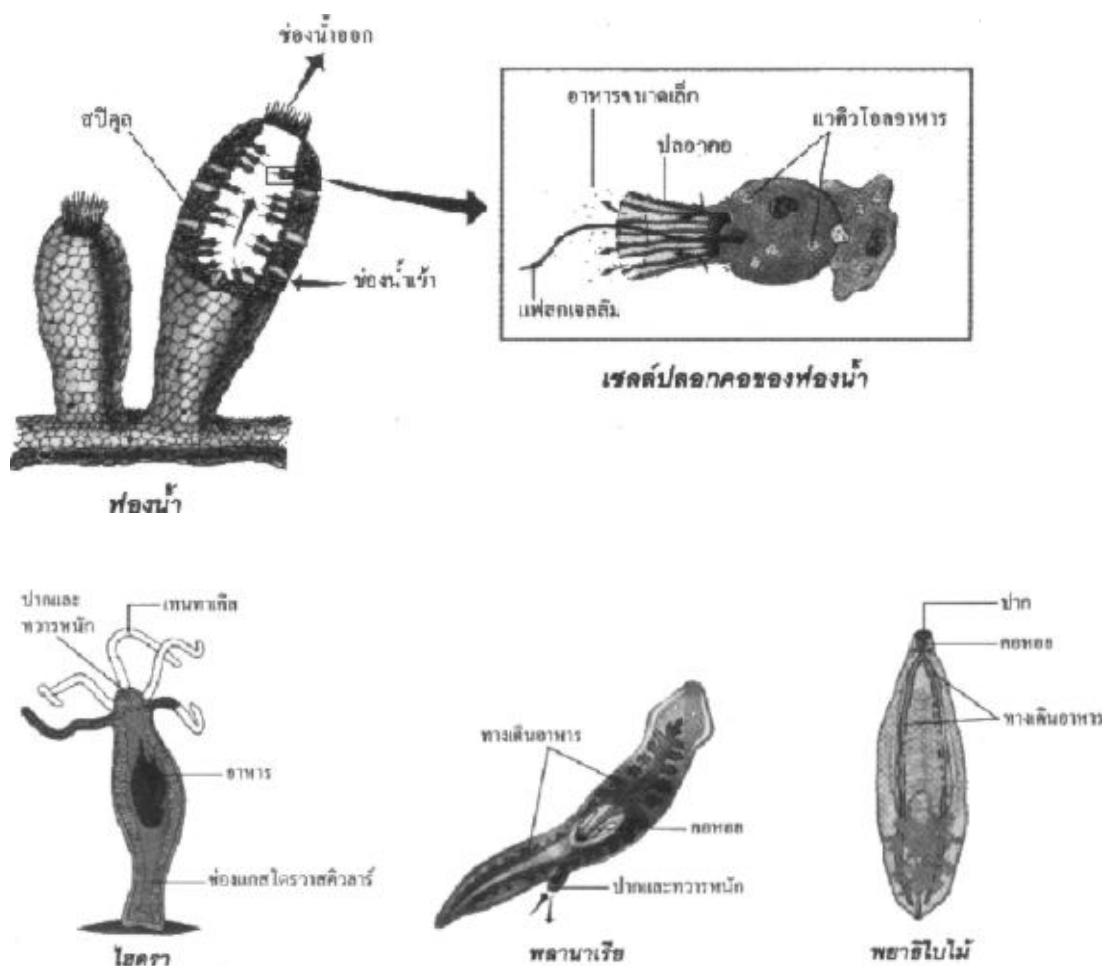 ช่องน้ำออก
สปิคูล
ช่องน้ำเข้า
ฟองน้ำ
อาหารขนาดเล็ก
แวคิวโอลอาหาร
ปลอกคอ
แฟลกเจลลัม
เซลล์ปลอกคอของฟองน้ำ
ปากและ
ทวารหนัก
เทนทาเคิล
อาหาร
ช่องแกสโตรวาสคิวลาร์
ไฮดรา
ทางเดินอาหาร
คอหอย
ปากและทวารหนัก
พลานาเรีย
ปาก
คอหอย
ทางเดินอาหาร
พยาธิใบไม้